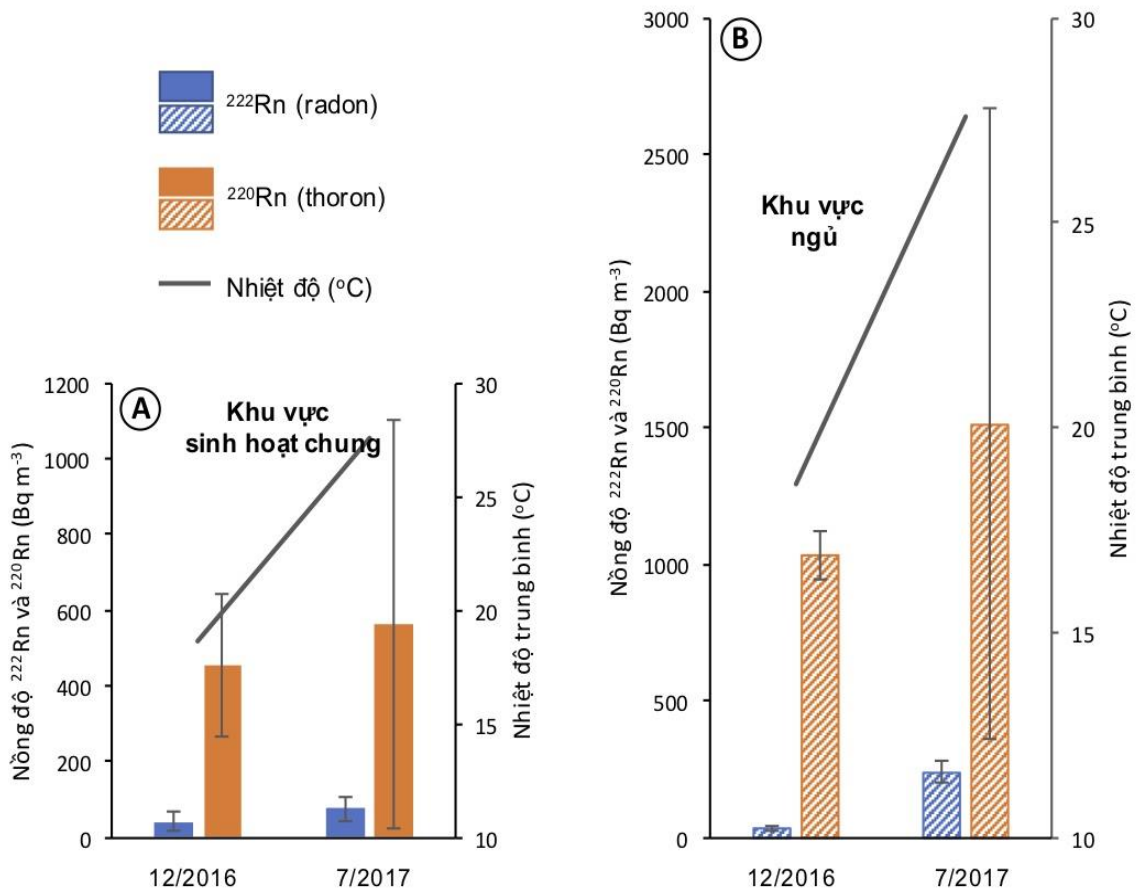 ²²²Rn (radon)
²²⁰Rn (thoron)
Nhiệt độ (ºC)
A
Khu vực
sinh hoạt chung
Nồng độ ²²²Rn và ²²⁰Rn (Bq m⁻³)
1200
1000
800
600
400
200
0
30
25
20
15
10
Nhiệt độ trung bình (ºC)
12/2016
7/2017
B
Khu vực
ngủ
Nồng độ ²²²Rn và ²²⁰Rn (Bq m⁻³)
3000
2500
2000
1500
1000
500
0
30
25
20
15
10
Nhiệt độ trung bình (ºC)
12/2016
7/2017